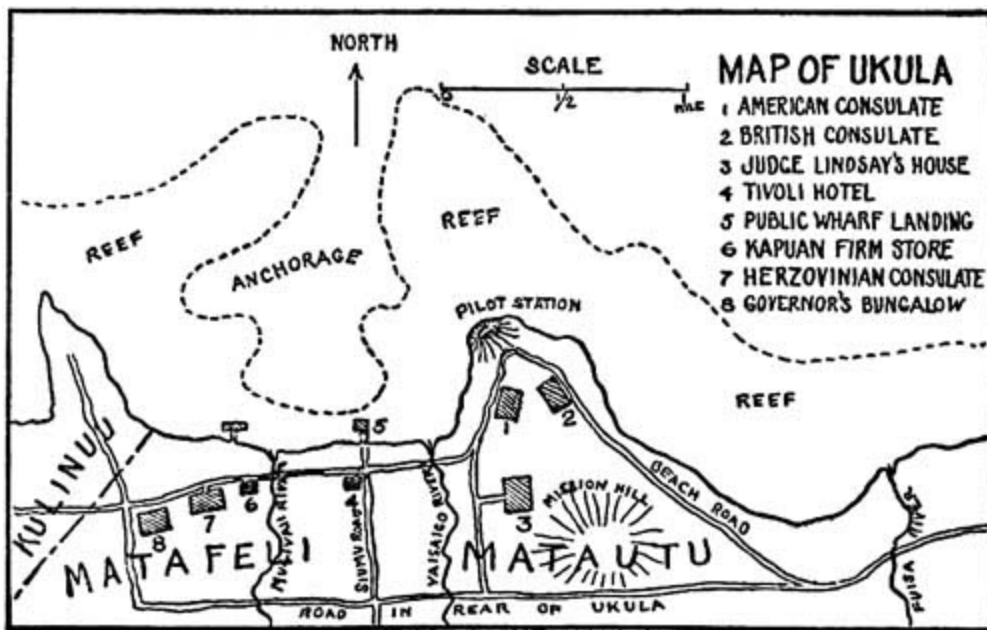 NORTH
SCALE
0 1/2 1 MILE
MAP OF UKULA
1 AMERICAN CONSULATE
2 BRITISH CONSULATE
3 JUDGE LINDSAY'S HOUSE
4 TIVOLI HOTEL
5 PUBLIC WHARF LANDING
6 KAPUAN FIRM STORE
7 HERZOVINIAN CONSULATE
8 GOVERNOR'S BUNGALOW
REEF
ANCHORAGE
REEF
PILOT STATION
REEF
5
1
2
KULINUU
BEACH ROAD
8
7
6
RIVER
4
SIUMU ROAD
VAISAIGO RIVER
3
MISSION HILL
RIVER
MATAFELI
MATAUTU
ROAD IN REAR OF UKULA